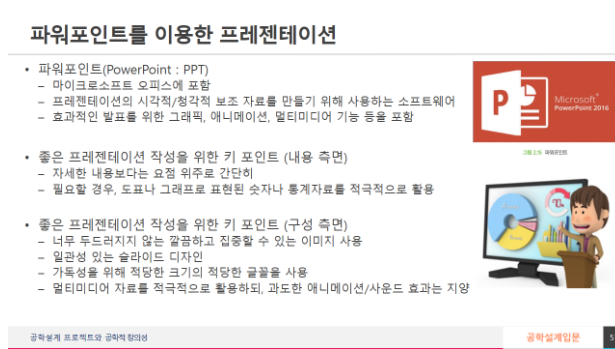 파워포인트를 이용한 프레젠테이션
• 파워포인트(PowerPoint : PPT)
– 마이크로소프트 오피스에 포함
– 프레젠테이션의 시각적/청각적 보조 자료를 만들기 위해 사용하는 소프트웨어
– 효과적인 발표를 위한 그래픽, 애니메이션, 멀티미디어 기능 등을 포함
• 좋은 프레젠테이션 작성을 위한 키 포인트 (내용 측면)
– 자세한 내용보다는 요점 위주로 간단히
– 필요할 경우, 도표나 그래프로 표현된 숫자나 통계자료를 적극적으로 활용
• 좋은 프레젠테이션 작성을 위한 키 포인트 (구성 측면)
– 너무 두드러지지 않는 깔끔하고 집중할 수 있는 이미지 사용
– 일관성 있는 슬라이드 디자인
– 가독성을 위해 적당한 크기의 적당한 글꼴을 사용
– 멀티미디어 자료를 적극적으로 활용하되, 과도한 애니메이션/사운드 효과는 지양
P
Microsoft
PowerPoint 2016
파워포인트
공학설계 프로젝트와 공학적 창의성
공학설계입문
5